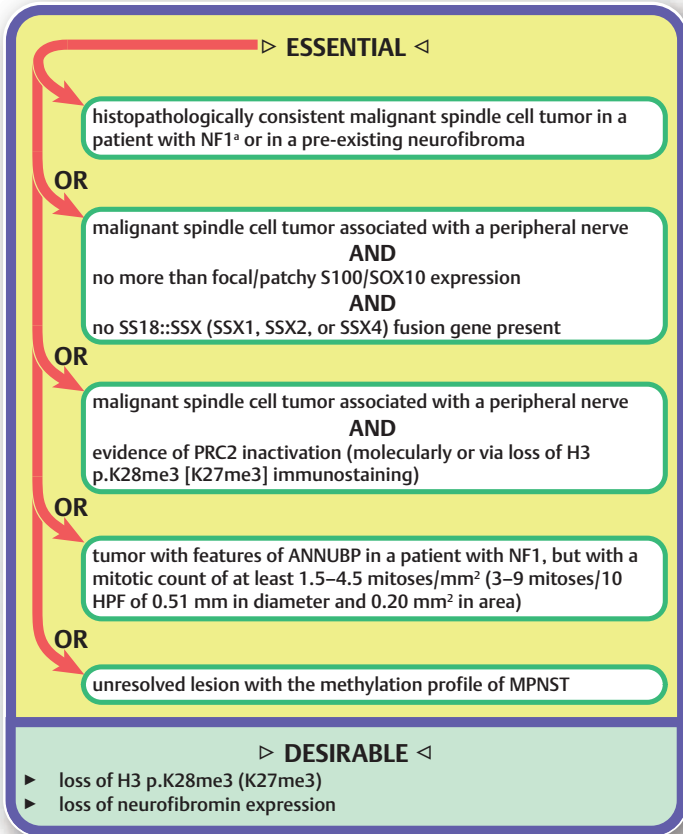 ▷ ESSENTIAL ◁
histopathologically consistent malignant spindle cell tumor in a
patient with NF1ᵃ or in a pre-existing neurofibroma
OR
malignant spindle cell tumor associated with a peripheral nerve
AND
no more than focal/patchy S100/SOX10 expression
AND
no SS18::SSX (SSX1, SSX2, or SSX4) fusion gene present
OR
malignant spindle cell tumor associated with a peripheral nerve
AND
evidence of PRC2 inactivation (molecularly or via loss of H3
p.K28me3 [K27me3] immunostaining)
OR
tumor with features of ANNUBP in a patient with NF1, but with a
mitotic count of at least 1.5–4.5 mitoses/mm² (3–9 mitoses/10
HPF of 0.51 mm in diameter and 0.20 mm² in area)
OR
unresolved lesion with the methylation profile of MPNST
▷ DESIRABLE ◁
► loss of H3 p.K28me3 (K27me3)
► loss of neurofibromin expression